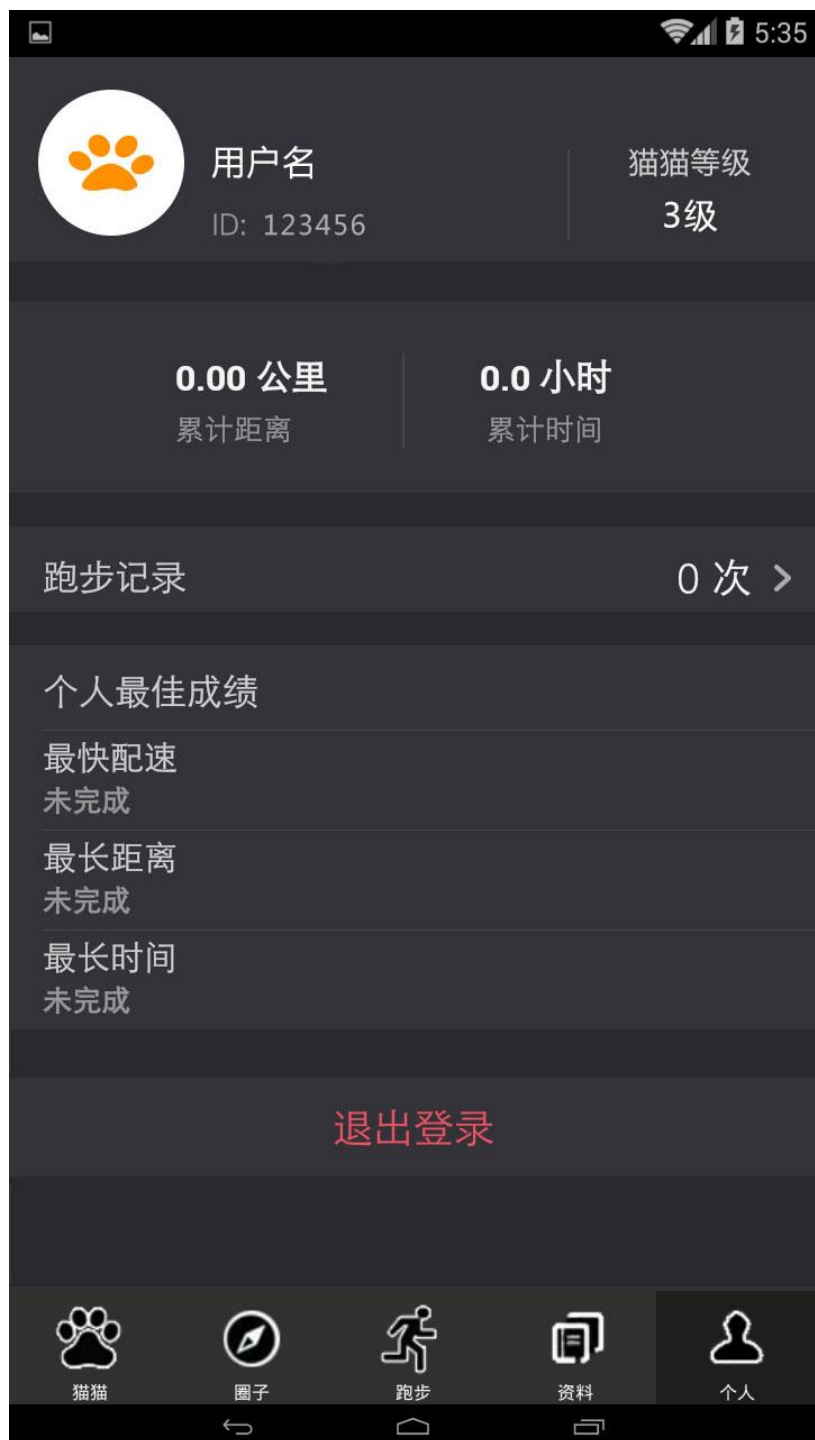 5:35
用户名
猫猫等级
ID: 123456
3级
0.00 公里
0.0 小时
累计距离
累计时间
跑步记录
0 次
个人最佳成绩
最快配速
未完成
最长距离
未完成
最长时间
未完成
退出登录
猫猫
圈子
跑步
资料
个人